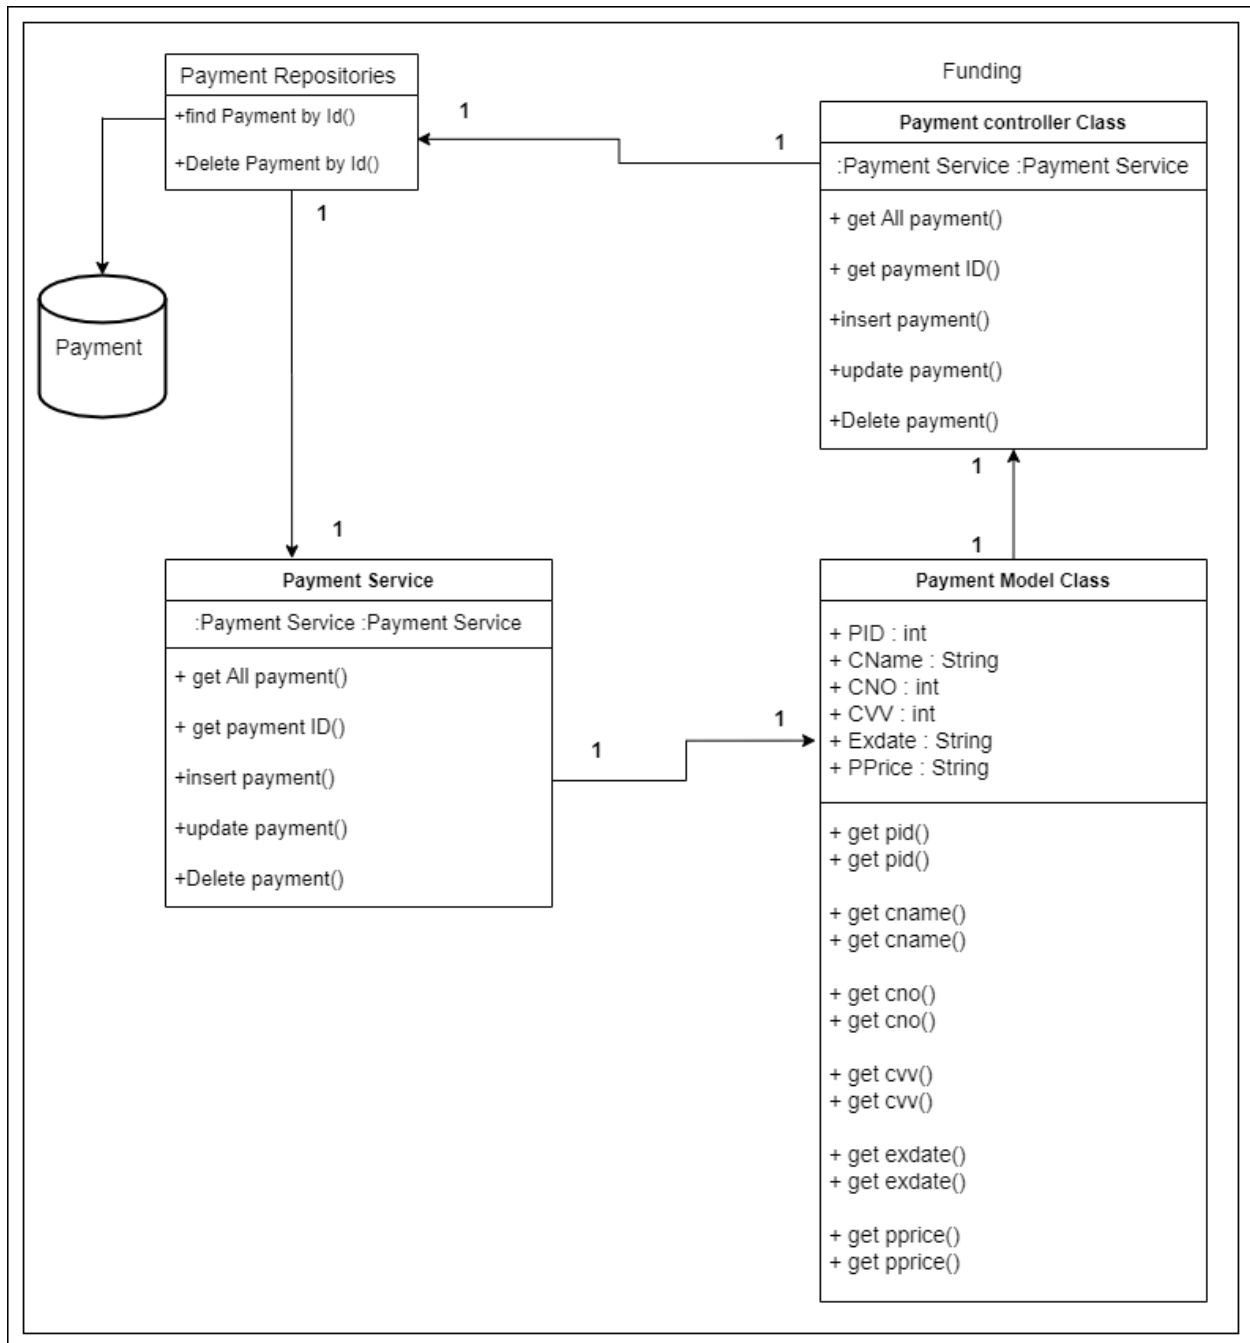 Payment Repositories
+find Payment by Id()
+Delete Payment by Id()
1
1
Funding
Payment controller Class
:Payment Service :Payment Service
+ get All payment()
+ get payment ID()
+insert payment()
+update payment()
+Delete payment()
1
Payment
1
1
1
Payment Service
:Payment Service :Payment Service
+ get All payment()
+ get payment ID()
+insert payment()
+update payment()
+Delete payment()
1
1
Payment Model Class
+ PID : int
+ CName : String
+ CNO : int
+ CVV : int
+ Exdate : String
+ PPrice : String
+ get pid()
+ get pid()
+ get cname()
+ get cname()
+ get cno()
+ get cno()
+ get cvv()
+ get cvv()
+ get exdate()
+ get exdate()
+ get pprice()
+ get pprice()